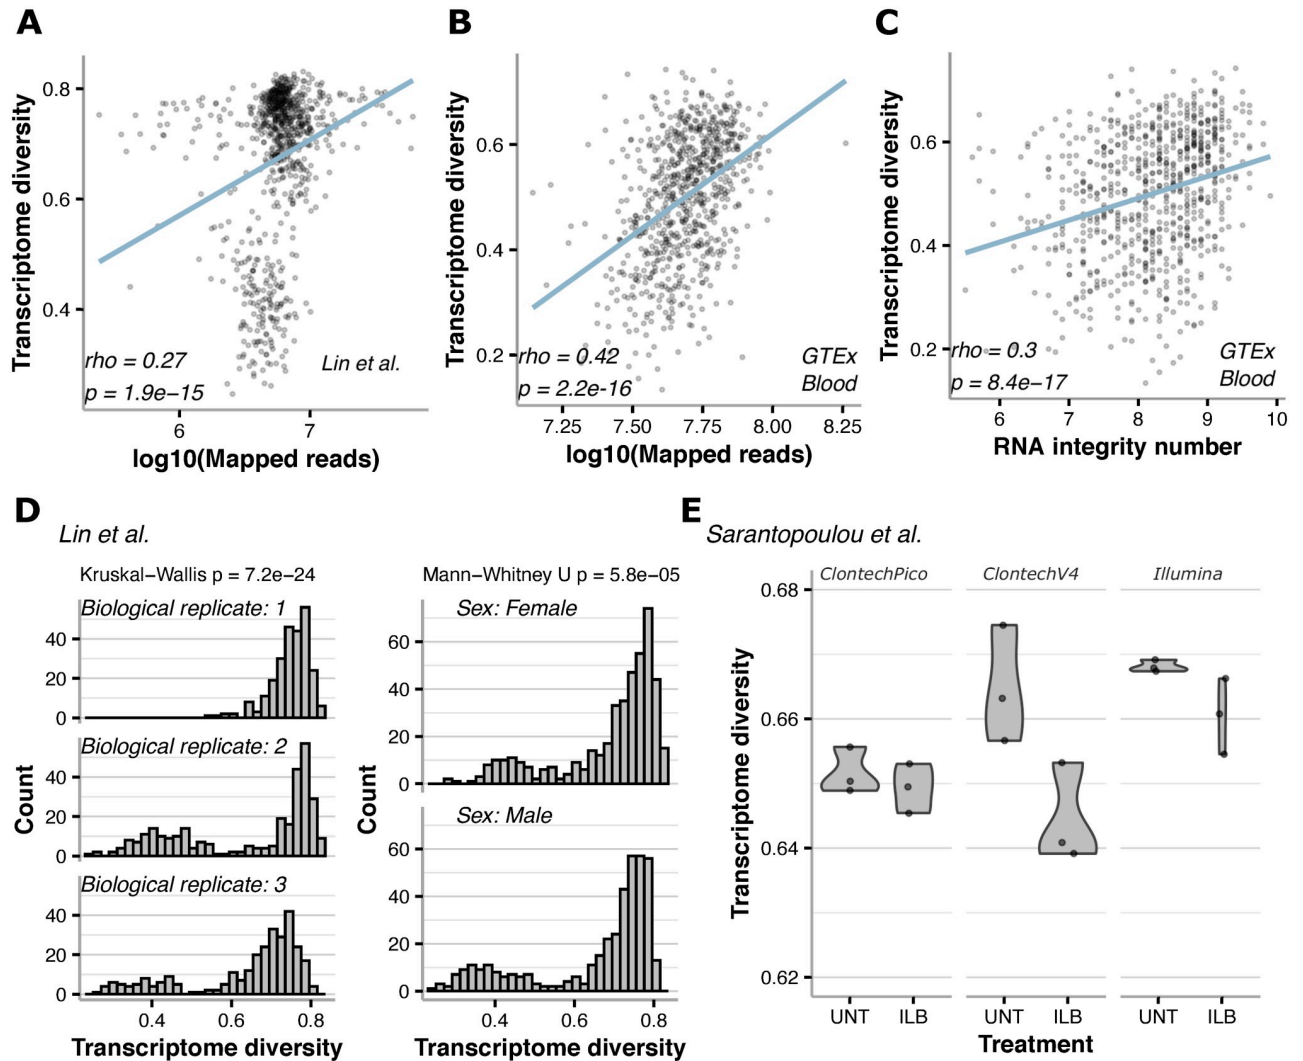 A
B
C
Transcriptome diversity
0.8
0.6
0.4
rho = 0.27
p = 1.9e−15
Lin et al.
6
7
log10(Mapped reads)
Transcriptome diversity
0.6
0.4
0.2
rho = 0.42
p = 2.2e-16
GTEx
Blood
7.25
7.50
7.75
8.00
8.25
log10(Mapped reads)
Transcriptome diversity
0.6
0.4
0.2
rho = 0.3
p = 8.4e−17
GTEx
Blood
6
7
8
9
10
RNA integrity number
D
Lin et al.
Kruskal−Wallis p = 7.2e−24
Biological replicate: 1
40
20
0
Biological replicate: 2
40
20
0
Biological replicate: 3
40
20
0
Count
0.4
0.6
0.8
Transcriptome diversity
Mann−Whitney U p = 5.8e−05
Sex: Female
60
40
20
0
Sex: Male
60
40
20
0
Count
0.4
0.6
0.8
Transcriptome diversity
E
Sarantopoulou et al.
ClontechPico
ClontechV4
Illumina
Transcriptome diversity
0.68
0.66
0.64
0.62
UNT
ILB
UNT
ILB
UNT
ILB
Treatment